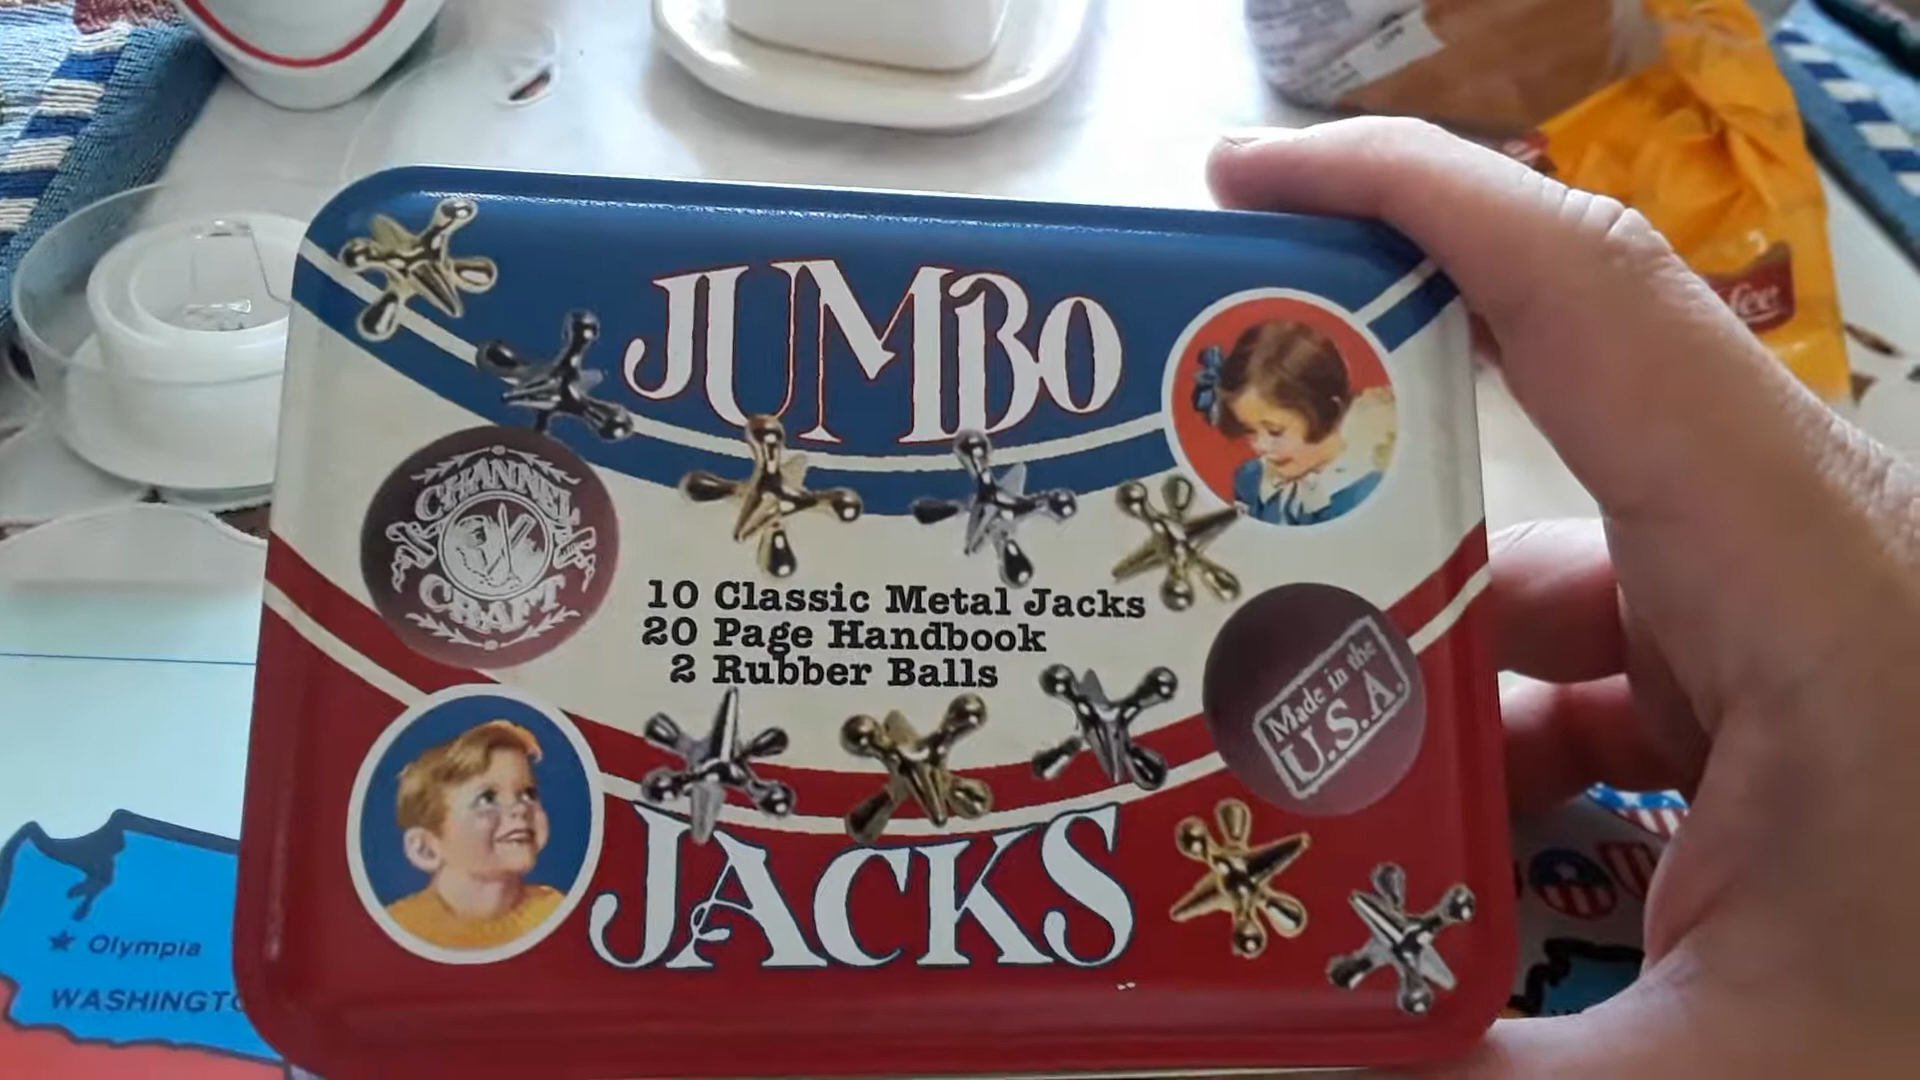 JUMBO
CHANNEL
CRAFT
10 Classic Metal Jacks
20 Page Handbook
2 Rubber Balls
Made in the
U.S.A.
JACKS
Olympia
WASHINGTO